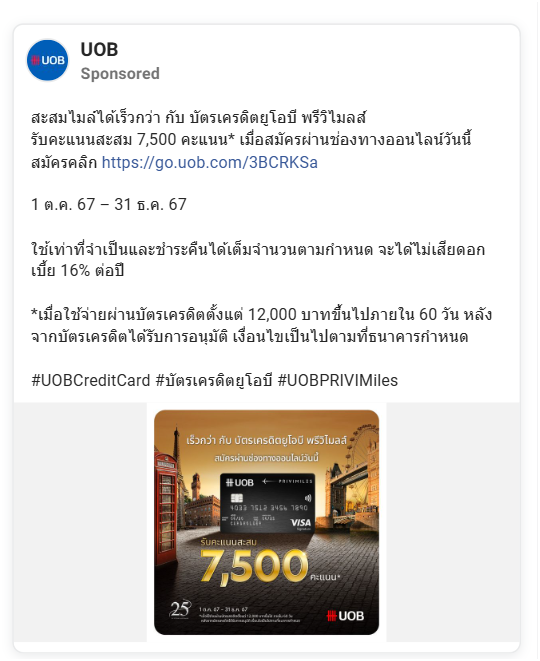 UOB
UOB
Sponsored
สะสมไมล์ได้เร็วกว่า กับ บัตรเครดิตยูโอบี พรีวิไมลส์
รับคะแนนสะสม 7,500 คะแนน* เมื่อสมัครผ่านช่องทางออนไลน์วันนี้
สมัครคลิก https://go.uob.com/3BCRKSa
1 ต.ค. 67 – 31 ธ.ค. 67
ใช้เท่าที่จำเป็นและชำระคืนได้เต็มจำนวนตามกำหนด จะได้ไม่เสียดอก
เบี้ย 16% ต่อปี
*เมื่อใช้จ่ายผ่านบัตรเครดิตตั้งแต่ 12,000 บาทขึ้นไปภายใน 60 วัน หลัง
จากบัตรเครดิตได้รับการอนุมัติ เงื่อนไขเป็นไปตามที่ธนาคารกำหนด
#UOBCreditCard #บัตรเครดิตยูโอบี #UOBPRIVIMiles
เร็วกว่า กับ บัตรเครดิตยูโอบี พรีวิไมลส์
สมัครผ่านช่องทางออนไลน์วันนี้
UOB PRIVIMILES
4033 7512 3456 7890
VISA
รับคะแนนสะสม
7,500 คะแนน*
25
1 ต.ค. 67 - 31 ธ.ค. 67
UOB